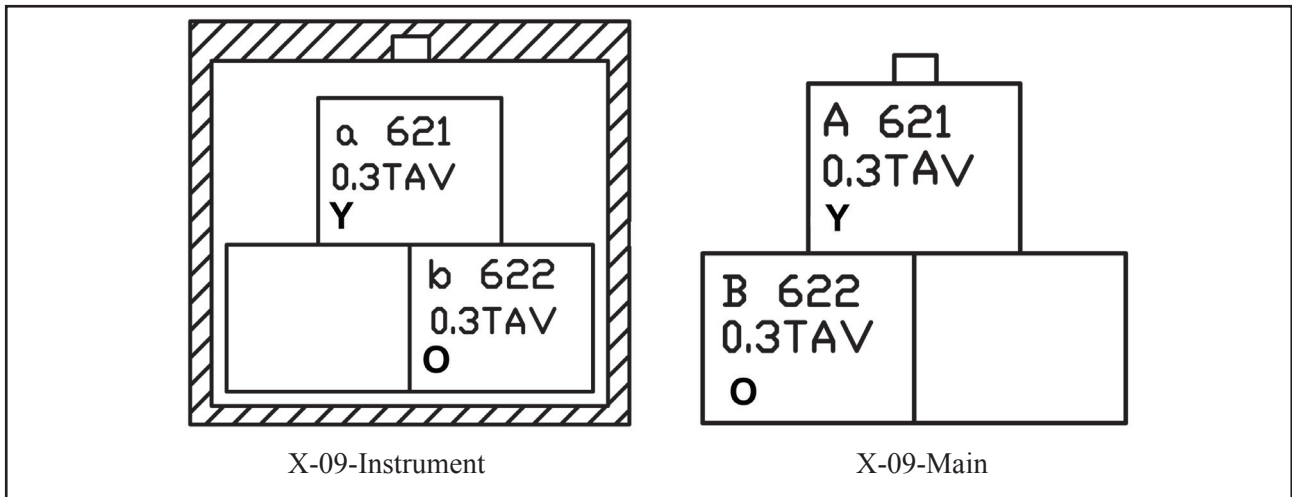 a 621
0.3TAV
Y
b 622
0.3TAV
O
X-09-Instrument
A 621
0.3TAV
Y
B 622
0.3TAV
O
X-09-Main